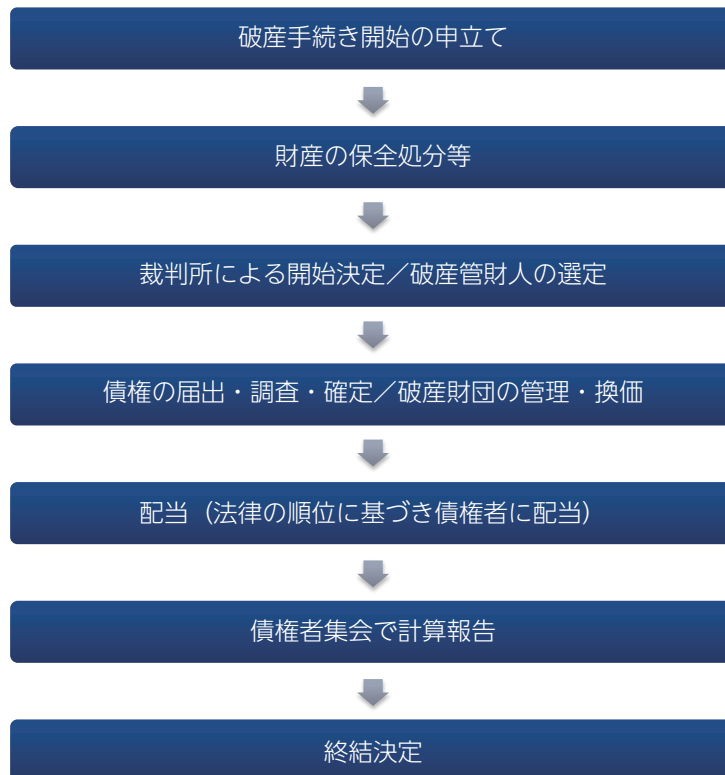 破産手続き開始の申立て
財産の保全処分等
裁判所による開始決定／破産管財人の選定
債権の届出・調査・確定／破産財団の管理・換価
配当（法律の順位に基づき債権者に配当）
債権者集会で計算報告
終結決定